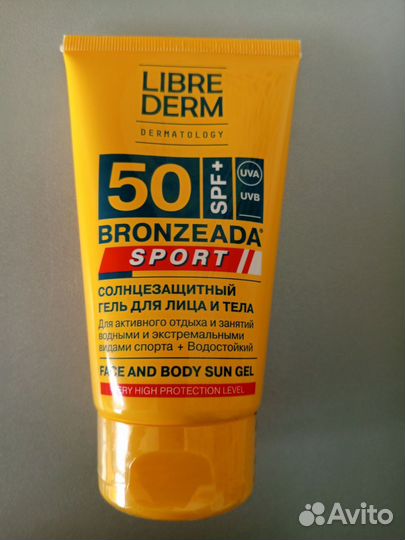 LIBRE
DERM
DERMATOLOGY
50 SPF+
UVA
UVB
BRONZEADA®
SPORT
СОЛНЦЕЗАЩИТНЫЙ
ГЕЛЬ ДЛЯ ЛИЦА И ТЕЛА
Для активного отдыха и занятий
водными и экстремальными
видами спорта + Водостойкий
FACE AND BODY SUN GEL
VERY HIGH PROTECTION LEVEL
Avito